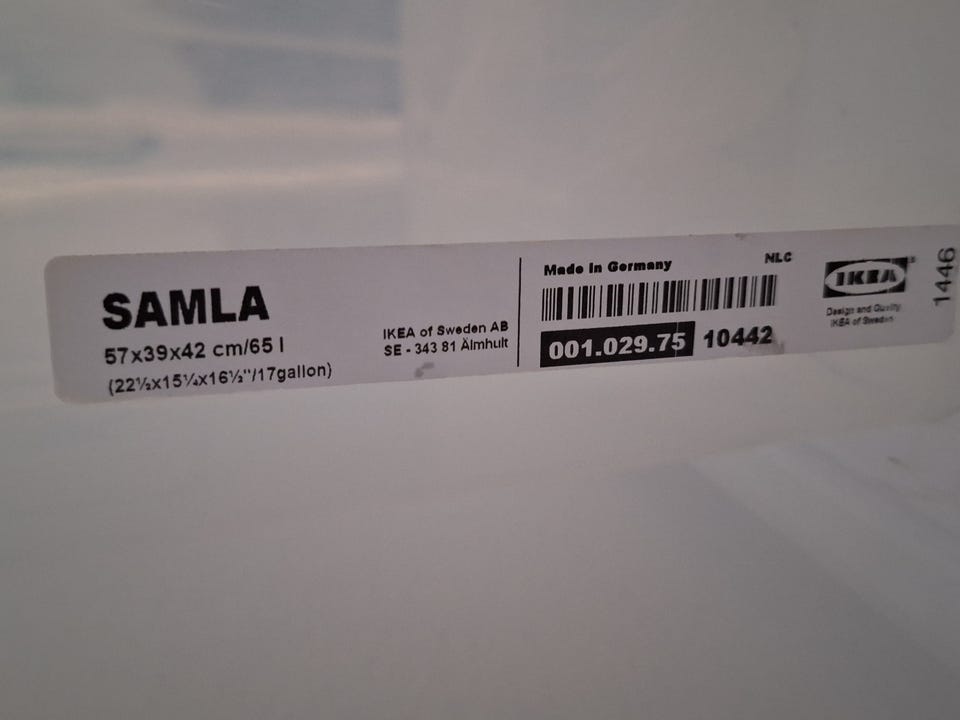 SAMLA
57x39x42 cm/65 l
(22½x15¼x16½"/17gallon)
IKEA of Sweden AB
SE - 343 81 Älmhult
Made in Germany
NLC
001.029.75 10442
IKEA
Design and Quality
IKEA of Sweden
1446